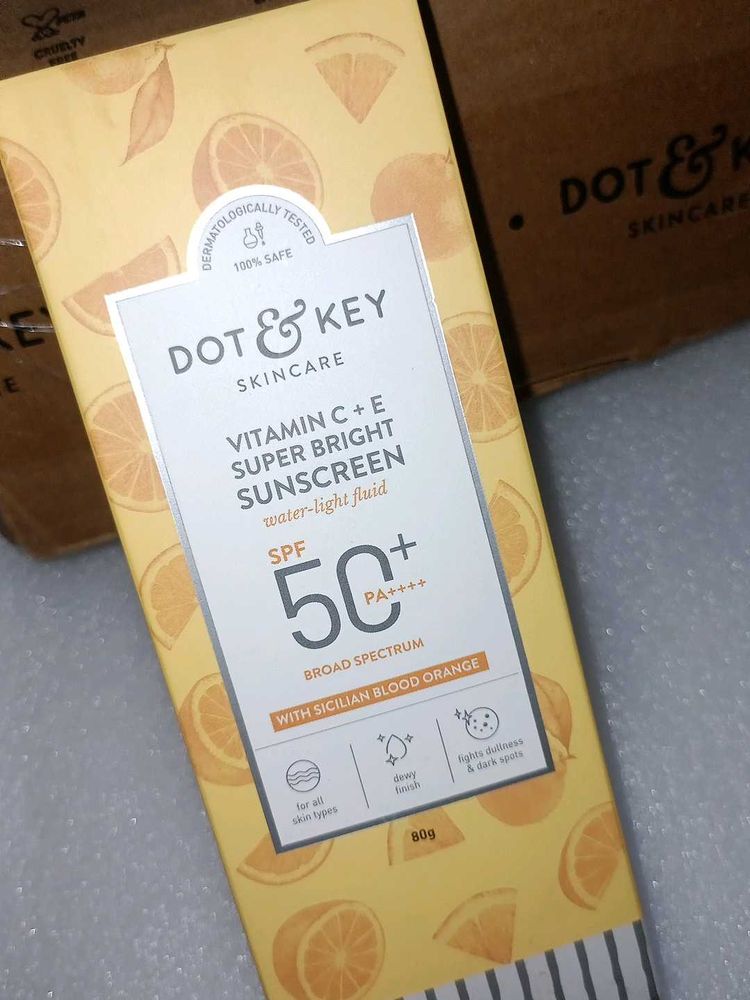 PETA
CRUELTY
FREE
DOT & K
SKINCARE
DERMATOLOGICALLY TESTED
100% SAFE
DOT & KEY
SKINCARE
VITAMIN C + E
SUPER BRIGHT
SUNSCREEN
water-light fluid
SPF
50+
PA++++
BROAD SPECTRUM
WITH SICILIAN BLOOD ORANGE
for all
skin types
dewy
finish
fights dullness
& dark spots
80g